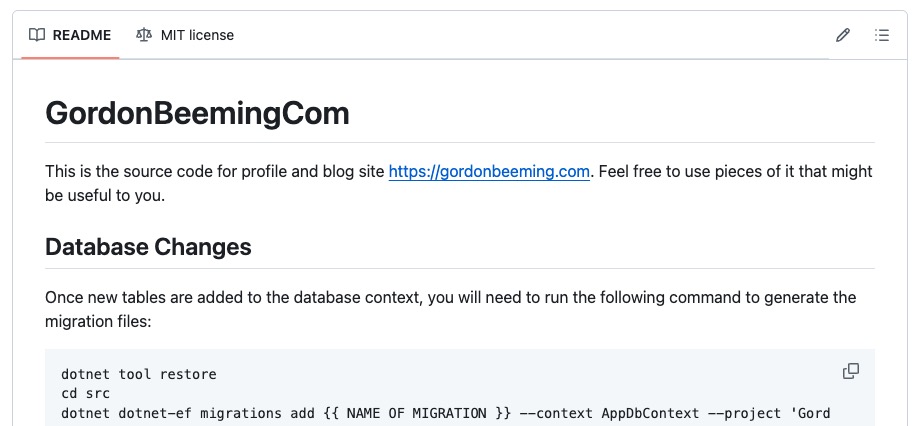 README
MIT license
GordonBeemingCom
This is the source code for profile and blog site https://gordonbeeming.com. Feel free to use pieces of it that might
be useful to you.
Database Changes
Once new tables are added to the database context, you will need to run the following command to generate the
migration files:
dotnet tool restore
cd src
dotnet dotnet-ef migrations add {{ NAME OF MIGRATION }} --context AppDbContext --project 'Gord